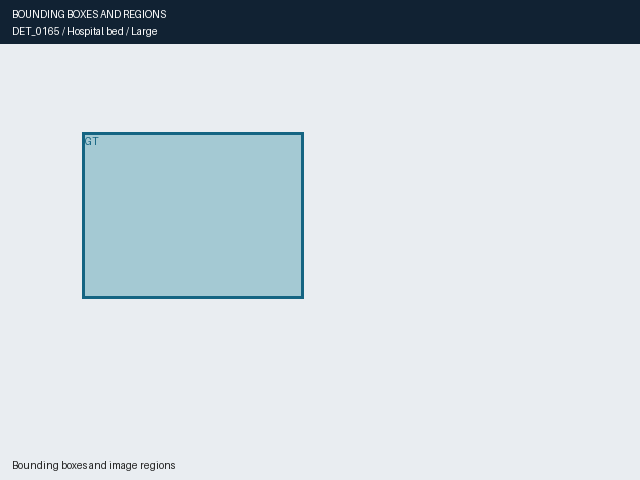 BOUNDING BOXES AND REGIONS
DET_0165 / Hospital bed / Large
GT
Bounding boxes and image regions